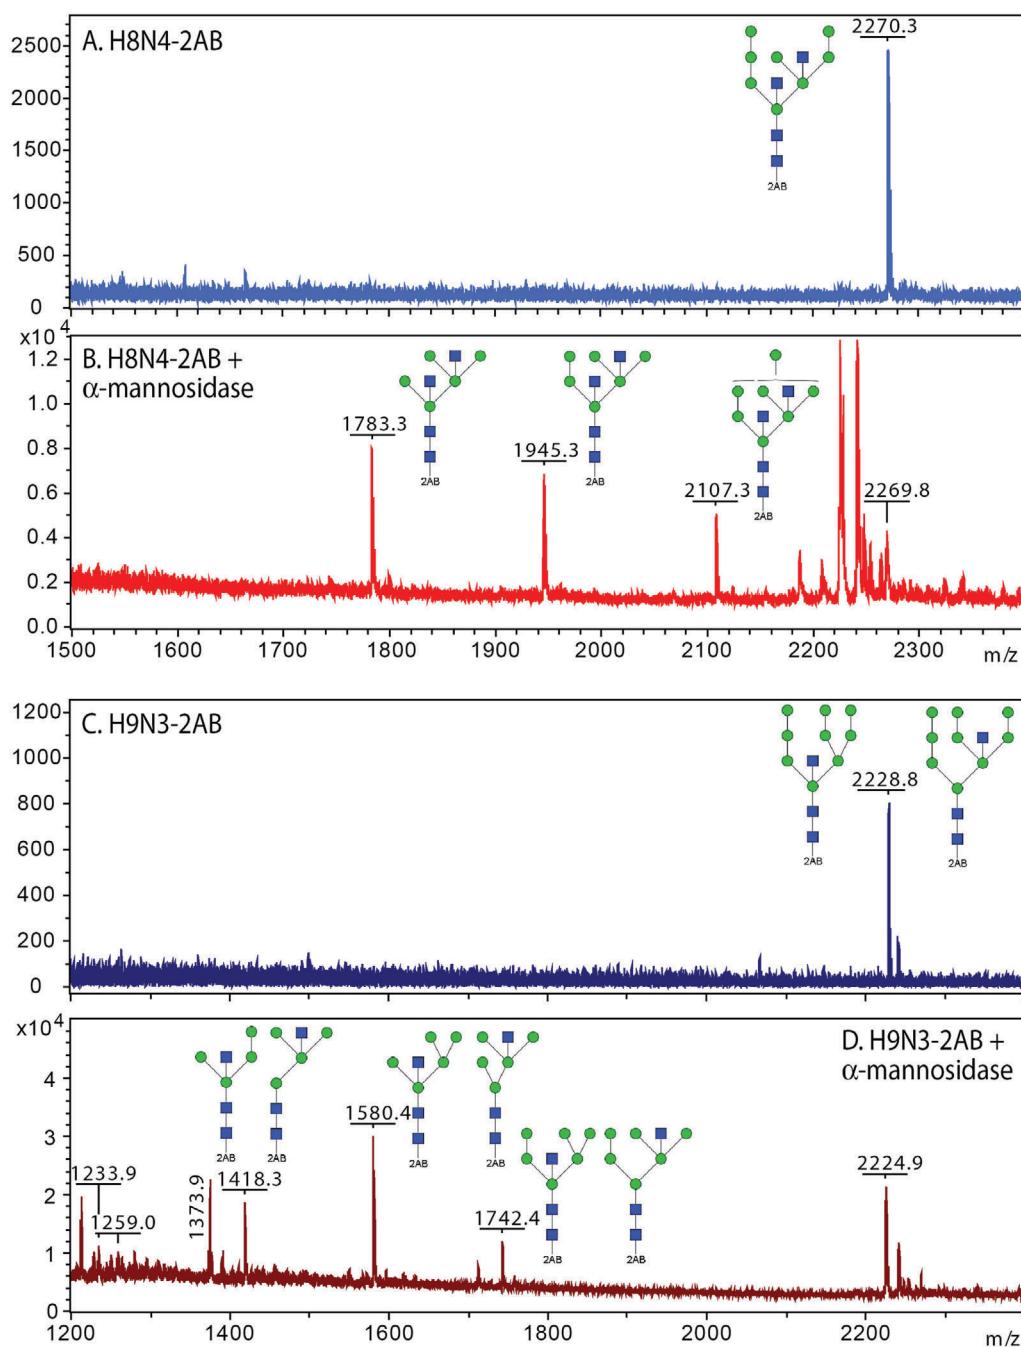 A. H8N4-2AB
2270.3
2500
2000
1500
1000
500
0
2AB
x10 4
B. H8N4-2AB +
α-mannosidase
1.2
1.0
0.8
0.6
0.4
0.2
0.0
1783.3
1945.3
2107.3
2269.8
2AB
2AB
2AB
1500 1600 1700 1800 1900 2000 2100 2200 2300 m/z
C. H9N3-2AB
1200
1000
800
600
400
200
0
2228.8
2AB
2AB
x10 4
D. H9N3-2AB +
α-mannosidase
4
3
2
1
0
1233.9
1259.0
1373.9
1418.3
1580.4
1742.4
2224.9
2AB
2AB
2AB
2AB
2AB
2AB
1200 1400 1600 1800 2000 2200 m/z